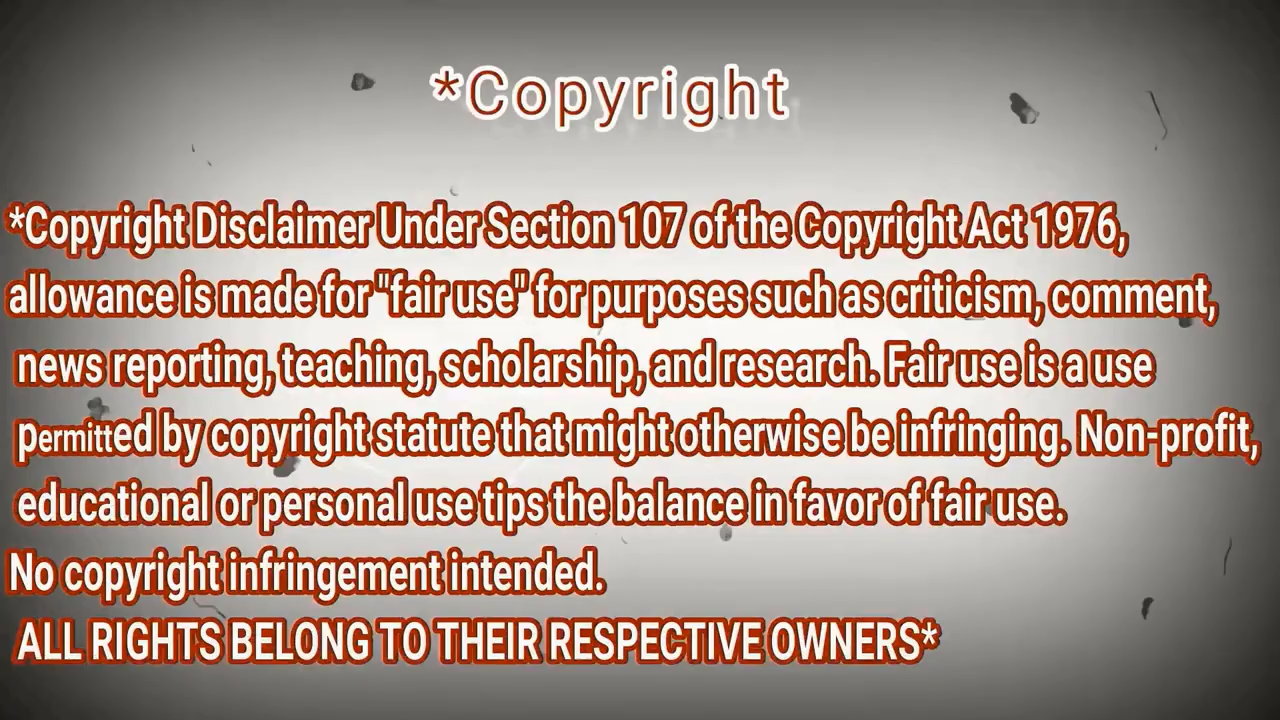 *Copyright
*Copyright Disclaimer Under Section 107 of the Copyright Act 1976,
allowance is made for "fair use" for purposes such as criticism, comment,
news reporting, teaching, scholarship, and research. Fair use is a use
permitted by copyright statute that might otherwise be infringing. Non-profit,
educational or personal use tips the balance in favor of fair use.
No copyright infringement intended.
ALL RIGHTS BELONG TO THEIR RESPECTIVE OWNERS*